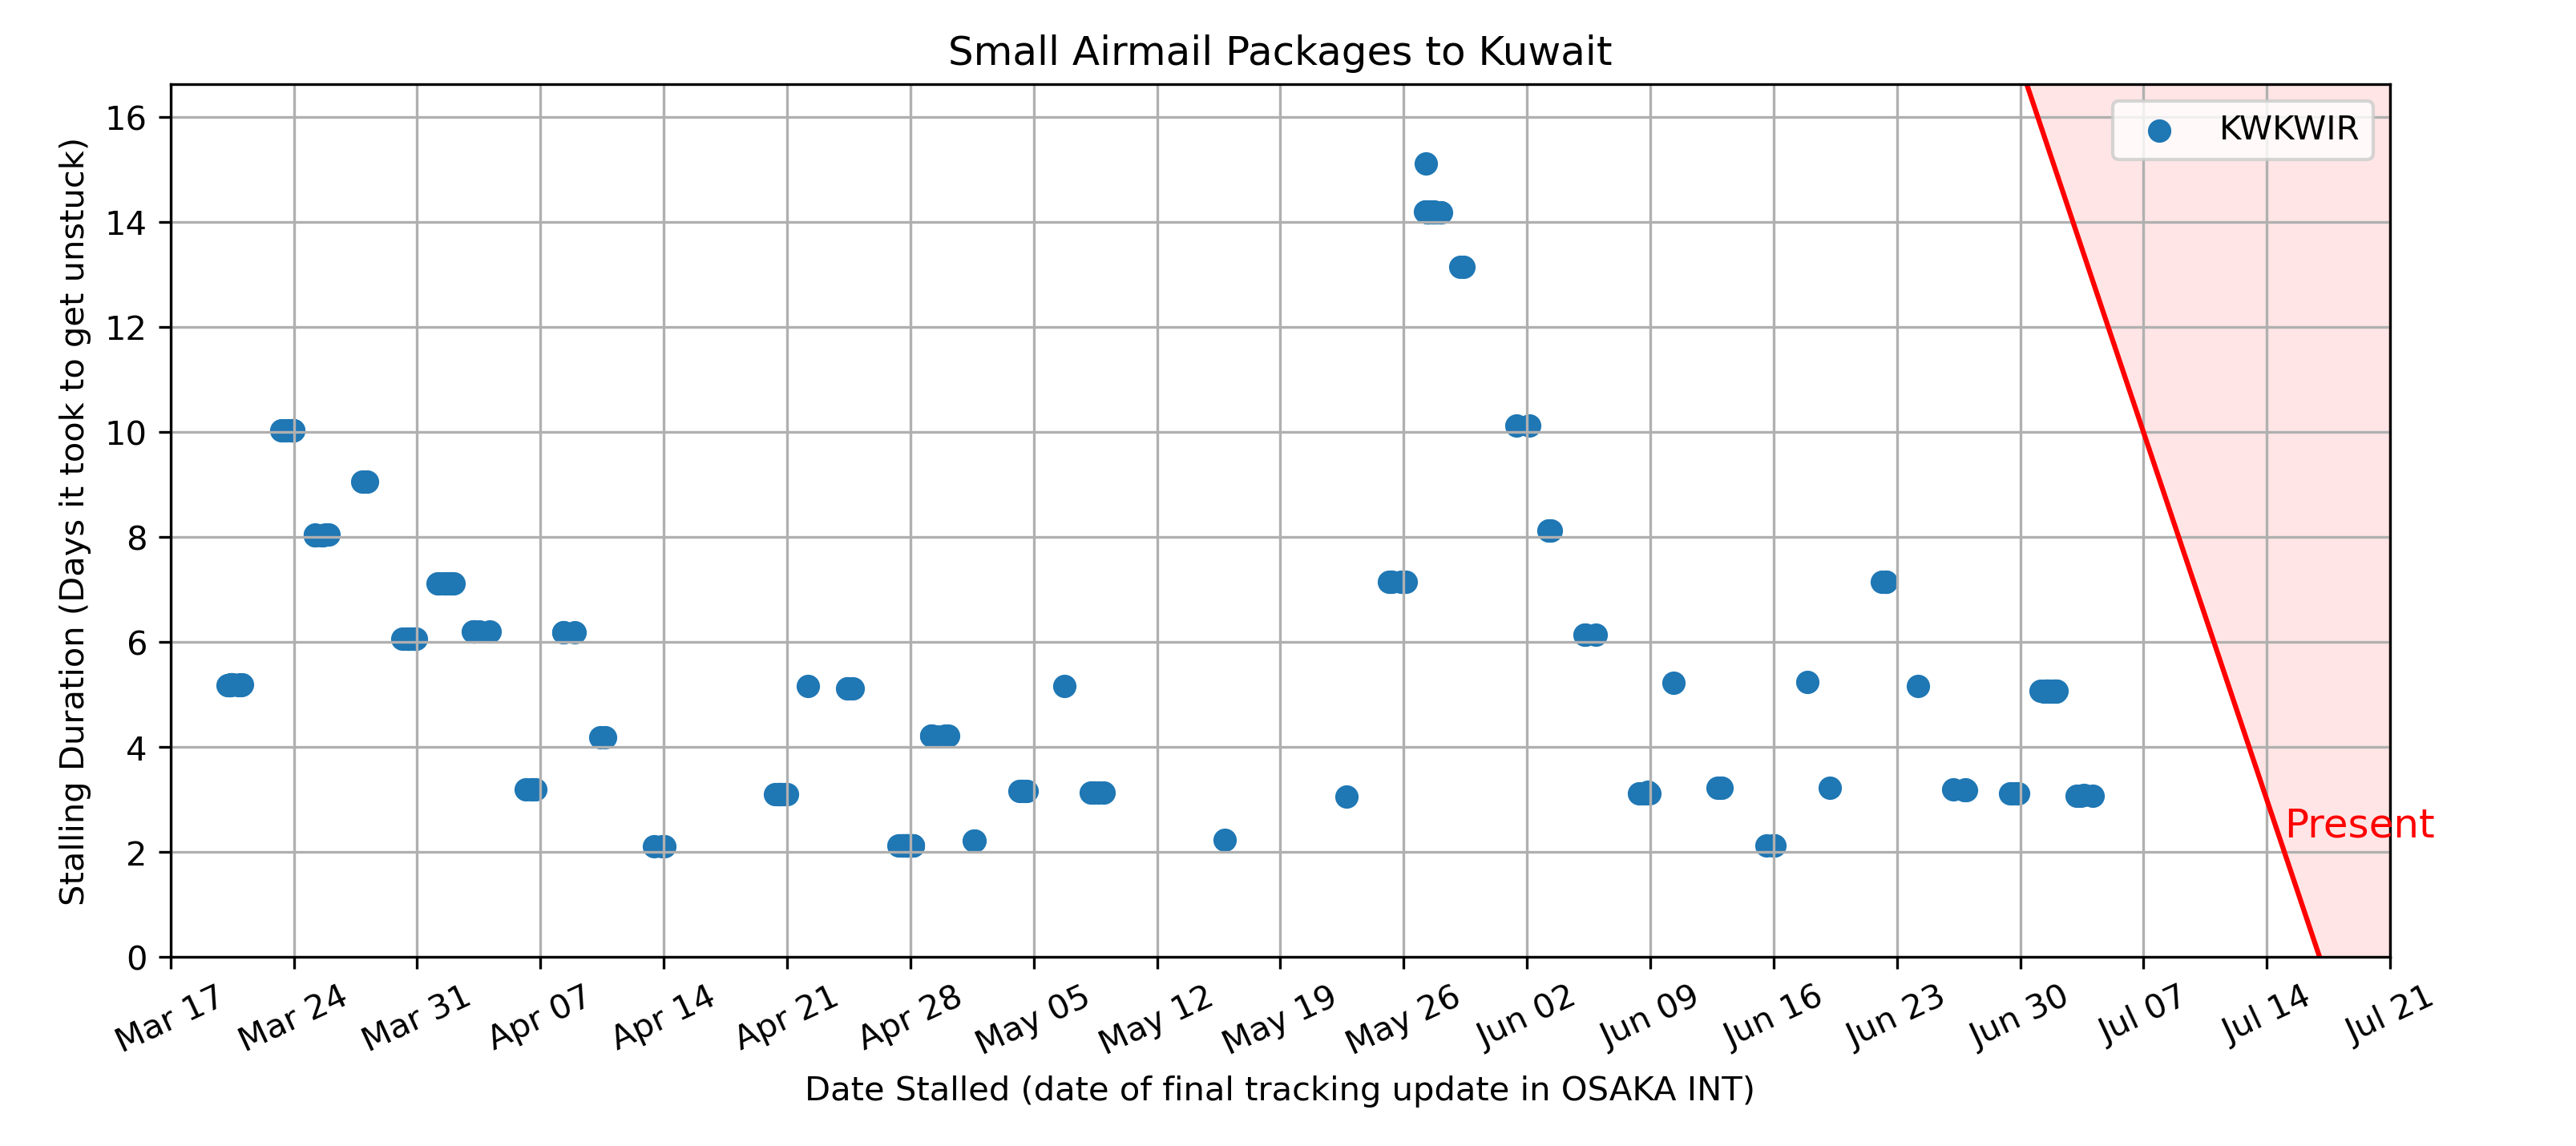 Small Airmail Packages to Kuwait
KWKWIR
Stalling Duration (Days it took to get unstuck)
16
14
12
10
8
6
4
2
0
Present
Mar 17 Mar 24 Mar 31 Apr 07 Apr 14 Apr 21 Apr 28 May 05 May 12 May 19 May 26 Jun 02 Jun 09 Jun 16 Jun 23 Jun 30 Jul 07 Jul 14 Jul 21
Date Stalled (date of final tracking update in OSAKA INT)